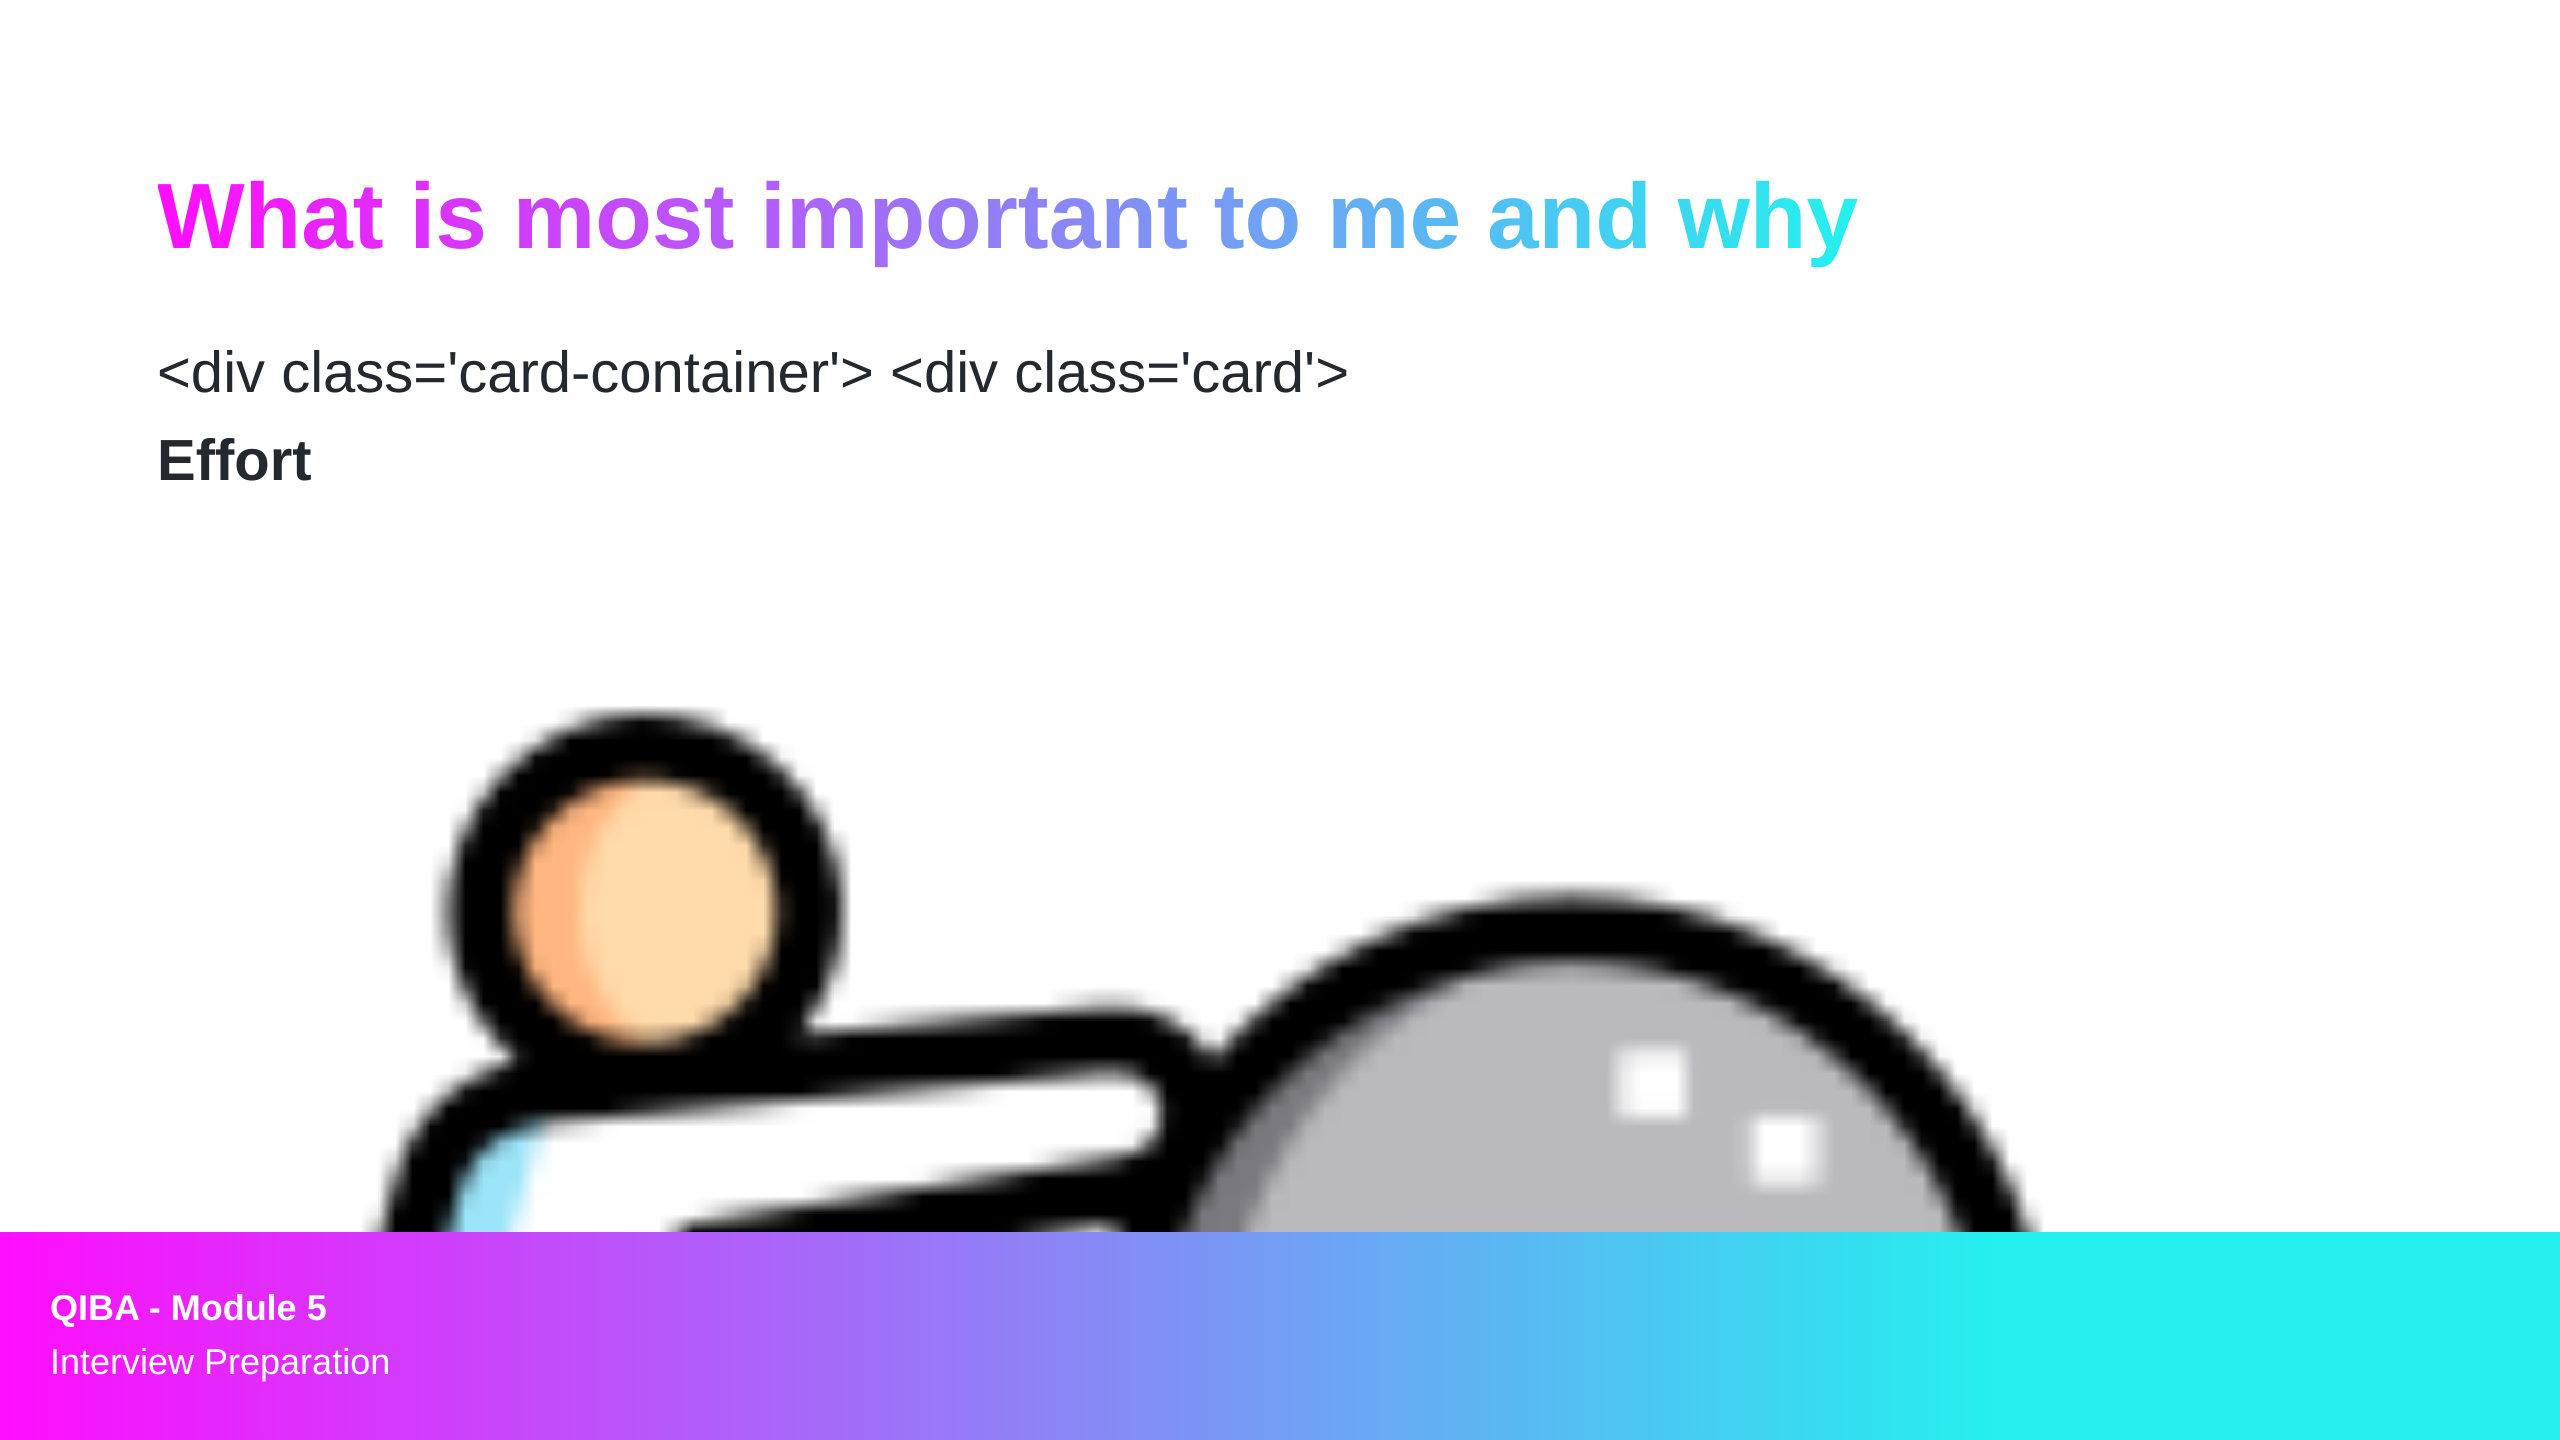 What is most important to me and why
<div class='card-container'> <div class='card'>
Effort
QIBA - Module 5
Interview Preparation